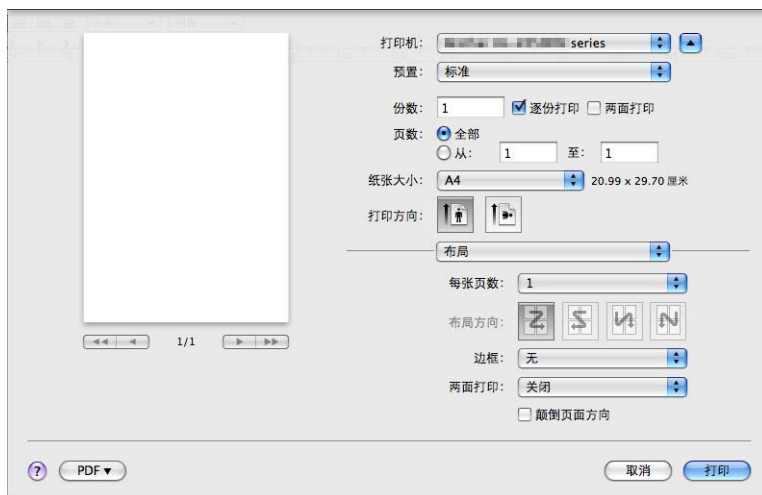 打印机： series
预置： 标准
份数： 1 逐份打印 两面打印
页数： 全部
从： 1 至： 1
纸张大小： A4 20.99 x 29.70 厘米
打印方向：
布局
每张页数： 1
布局方向：
边框： 无
两面打印： 关闭
颠倒页面方向
1/1
? PDF▼ 取消 打印